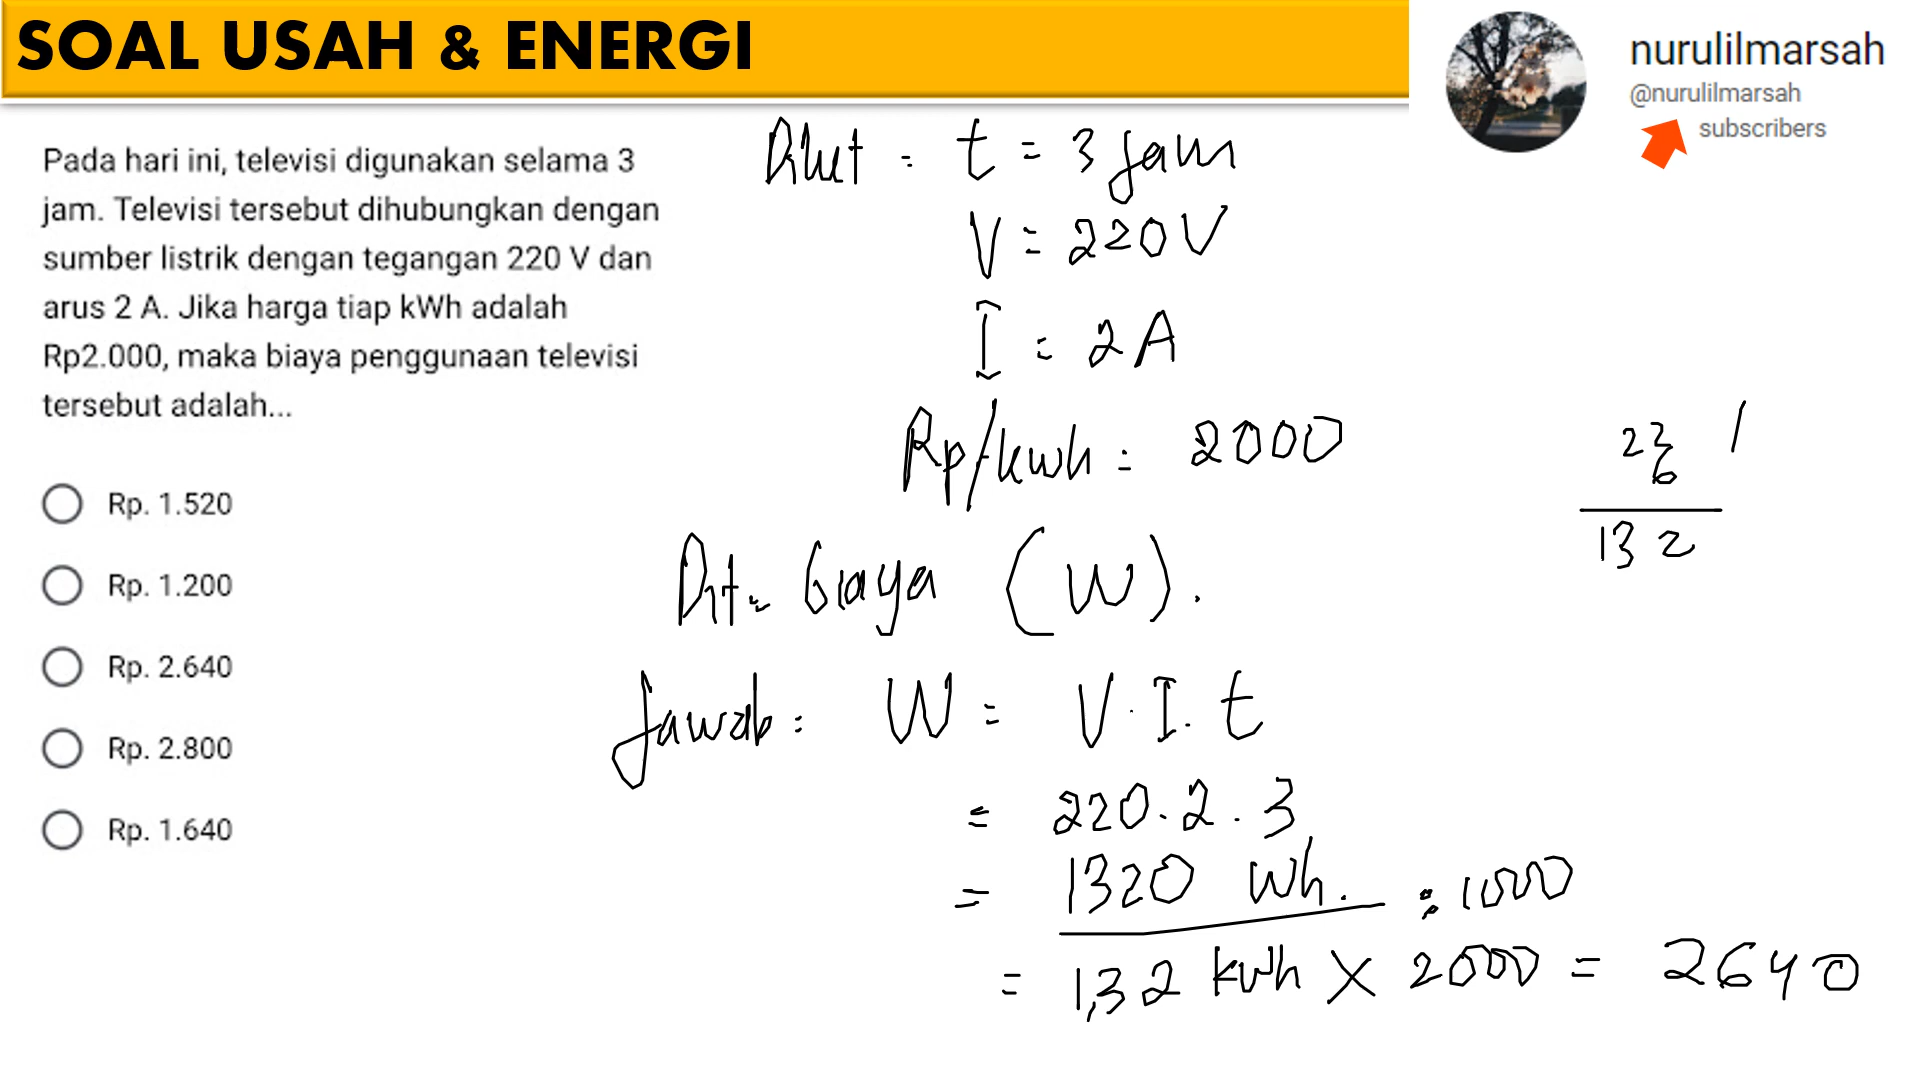 SOAL USAH & ENERGI
nurulilmarsah
@nurulilmarsah
subscribers
Pada hari ini, televisi digunakan selama 3
jam. Televisi tersebut dihubungkan dengan
sumber listrik dengan tegangan 220 V dan
arus 2 A. Jika harga tiap kWh adalah
Rp2.000, maka biaya penggunaan televisi
tersebut adalah...
Rp. 1.520
Rp. 1.200
Rp. 2.640
Rp. 2.800
Rp. 1.640
t = 3 jam
V = 220V
I = 2A
Rp/kwh = 2000
Dit = biaya (W).
Jawab = W = V.I.t
= 220.2.3
= 1320 Wh. : 1000
= 1,32 kWh X 2000 = 2640
6
132